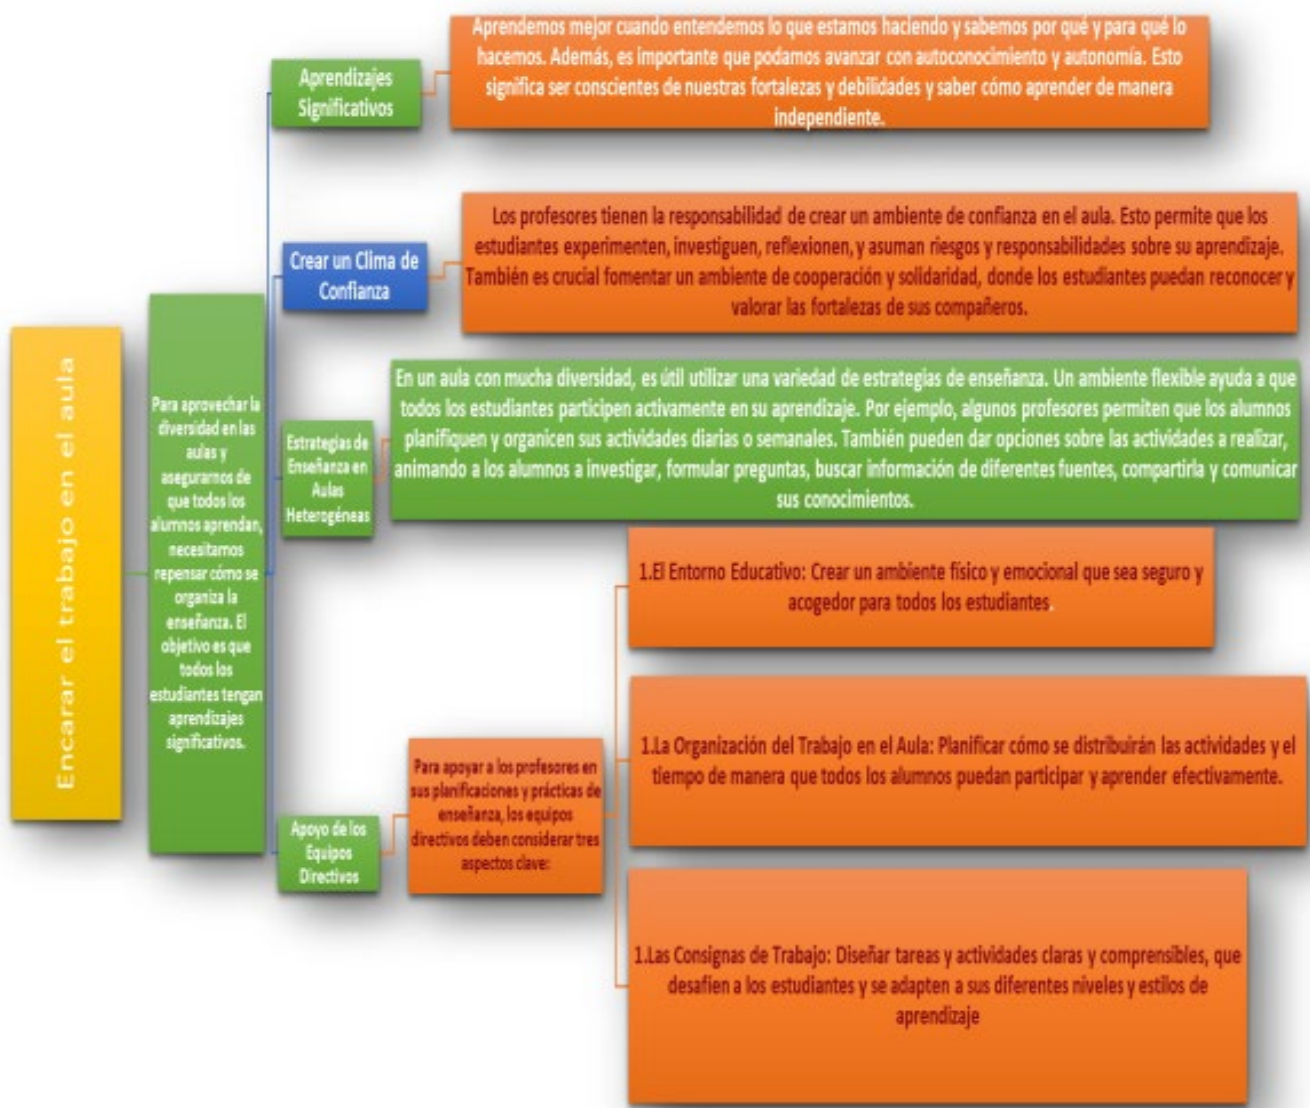 Encarar el trabajo en el aula
Para aprovechar la
diversidad en las
aulas y
asegurarnos de
que todos los
alumnos aprendan,
necesitamos
repensar cómo se
organiza la
enseñanza. El
objetivo es que
todos los
estudiantes tengan
aprendizajes
significativos.
Aprendizajes
Significativos
Aprendemos mejor cuando entendemos lo que estamos haciendo y sabemos por qué y para qué lo
hacemos. Además, es importante que podamos avanzar con autoconocimiento y autonomía. Esto
significa ser conscientes de nuestras fortalezas y debilidades y saber cómo aprender de manera
independiente.
Crear un Clima de
Confianza
Los profesores tienen la responsabilidad de crear un ambiente de confianza en el aula. Esto permite que los
estudiantes experimenten, investiguen, reflexionen, y asuman riesgos y responsabilidades sobre su aprendizaje.
También es crucial fomentar un ambiente de cooperación y solidaridad, donde los estudiantes puedan reconocer y
valorar las fortalezas de sus compañeros.
Estrategias de
Enseñanza en
Aulas
Heterogéneas
En un aula con mucha diversidad, es útil utilizar una variedad de estrategias de enseñanza. Un ambiente flexible ayuda a que
todos los estudiantes participen activamente en su aprendizaje. Por ejemplo, algunos profesores permiten que los alumnos
planifiquen y organicen sus actividades diarias o semanales. También pueden dar opciones sobre las actividades a realizar,
animando a los alumnos a investigar, formular preguntas, buscar información de diferentes fuentes, compartirla y comunicar
sus conocimientos.
Apoyo de los
Equipos
Directivos
Para apoyar a los profesores en
sus planificaciones y prácticas de
enseñanza, los equipos
directivos deben considerar tres
aspectos clave:
1.El Entorno Educativo: Crear un ambiente físico y emocional que sea seguro y
acogedor para todos los estudiantes.
1.La Organización del Trabajo en el Aula: Planificar cómo se distribuirán las actividades y el
tiempo de manera que todos los alumnos puedan participar y aprender efectivamente.
1.Las Consignas de Trabajo: Diseñar tareas y actividades claras y comprensibles, que
desafíen a los estudiantes y se adapten a sus diferentes niveles y estilos de
aprendizaje